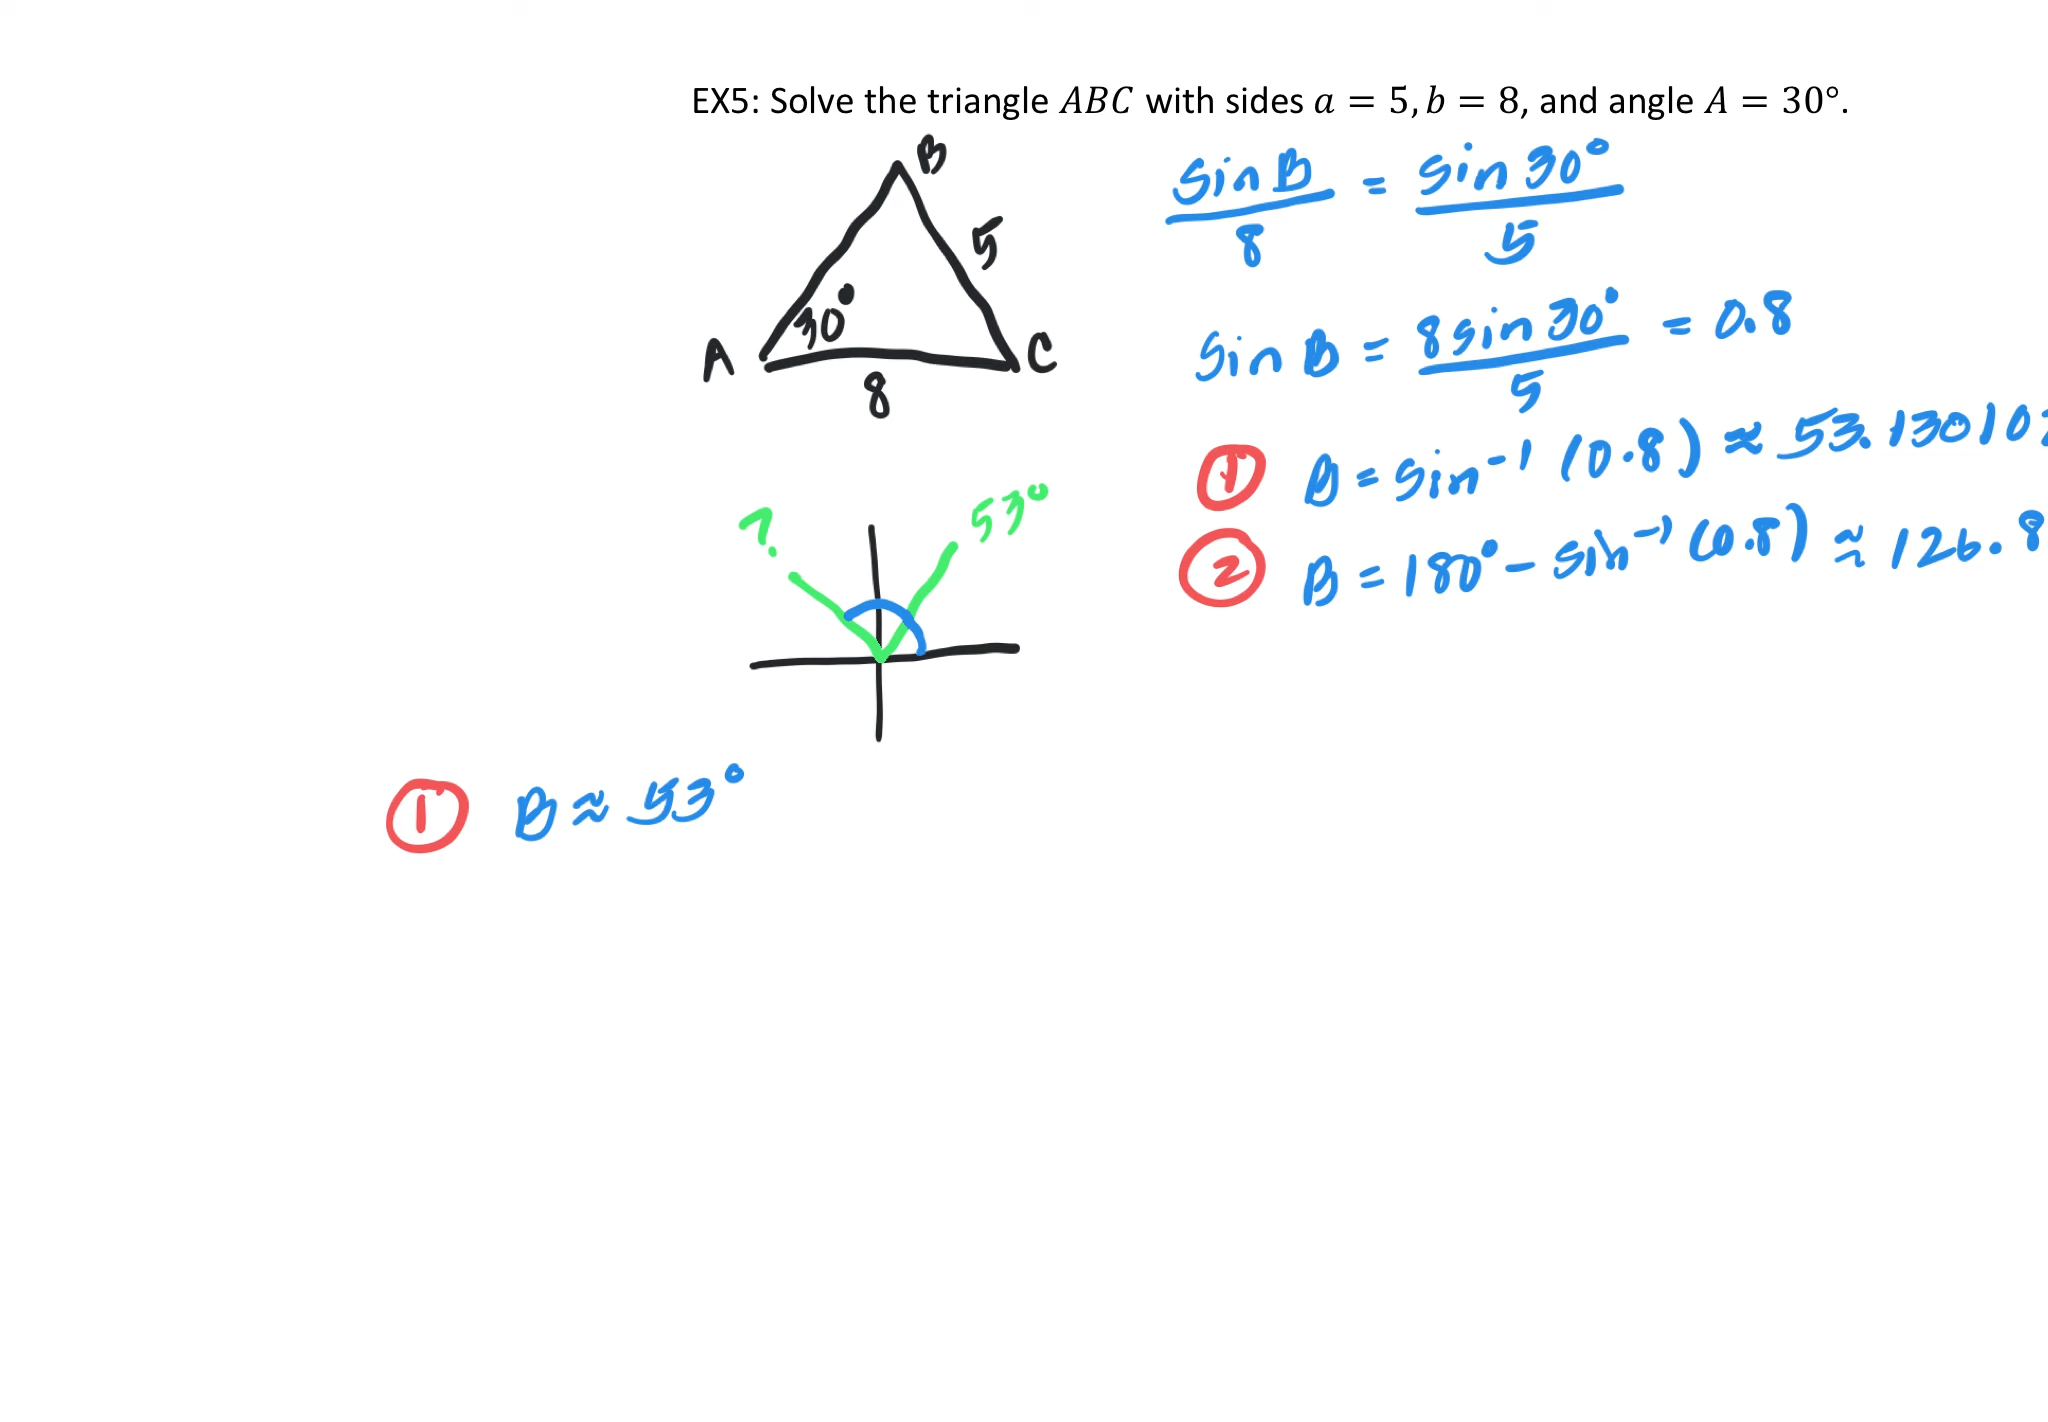 EX5: Solve the triangle ABC with sides a = 5, b = 8, and angle A = 30°.
B
5
30°
A
C
8
sin B / 8 = sin 30° / 5
sin B = 8 sin 30° / 5 = 0.8
① B = sin⁻¹ (0.8) ≈ 53.13010
② B = 180° - sin⁻¹ (0.8) ≈ 126.8
?
53°
① B ≈ 53°